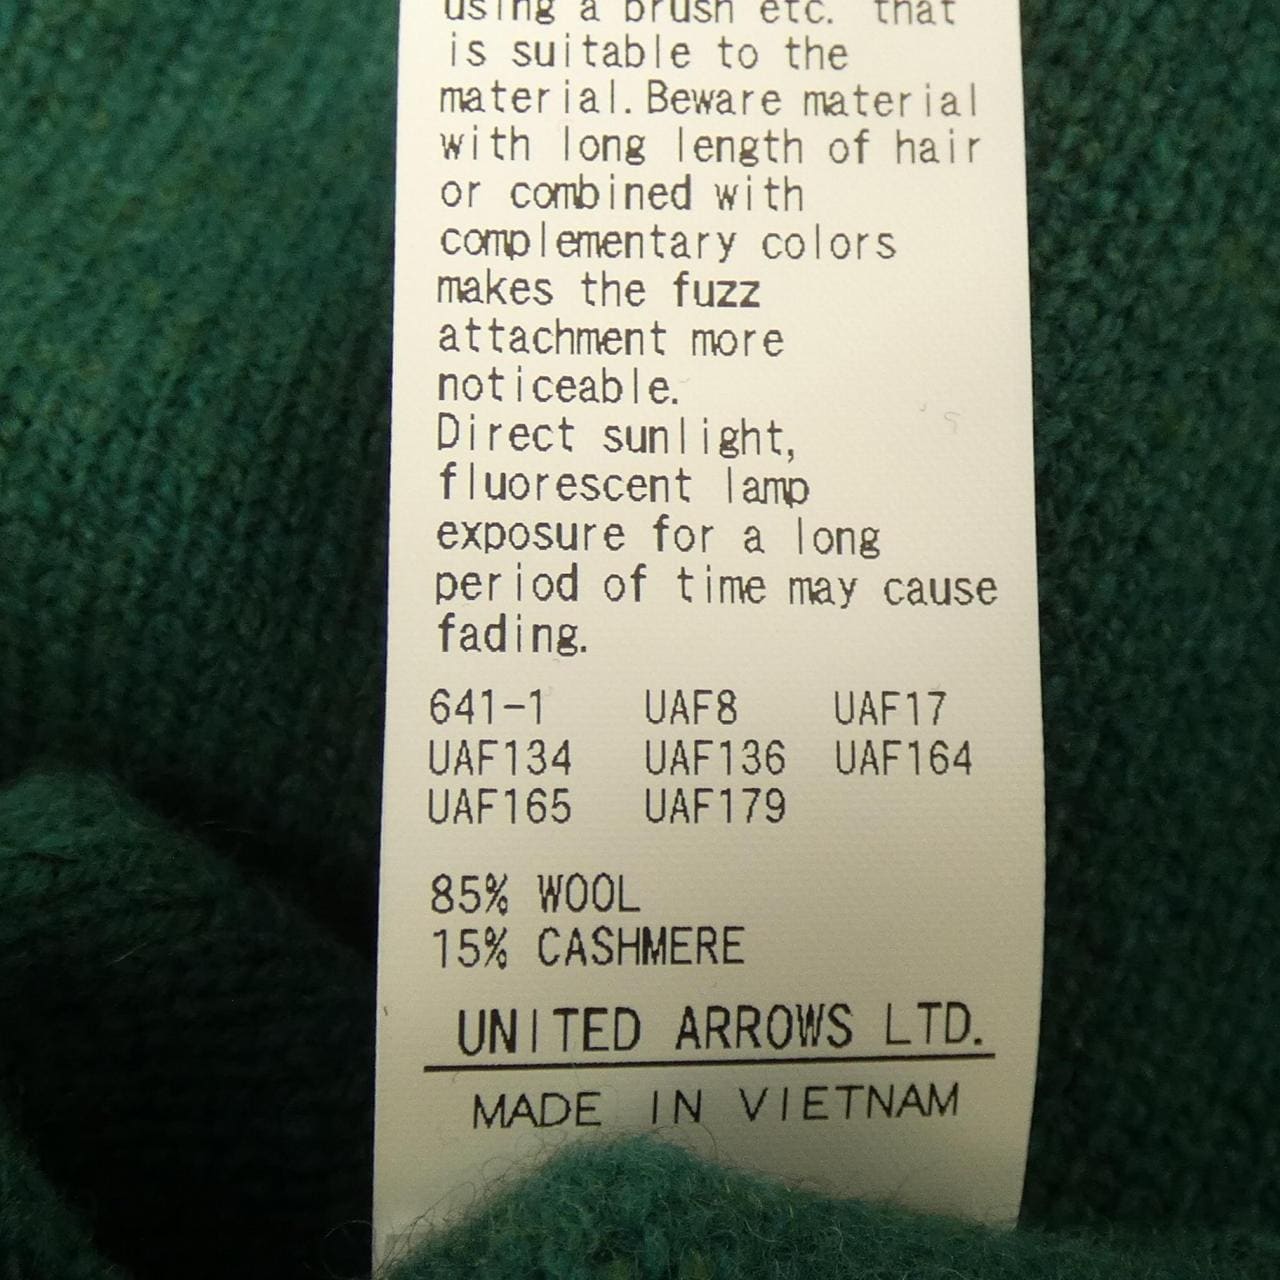 using a brush etc. that
is suitable to the
material.Beware material
with long length of hair
or combined with
complementary colors
makes the fuzz
attachment more
noticeable.
Direct sunlight,
fluorescent lamp
exposure for a long
period of time may cause
fading.
641-1 UAF8 UAF17
UAF134 UAF136 UAF164
UAF165 UAF179
85% WOOL
15% CASHMERE
UNITED ARROWS LTD.
MADE IN VIETNAM